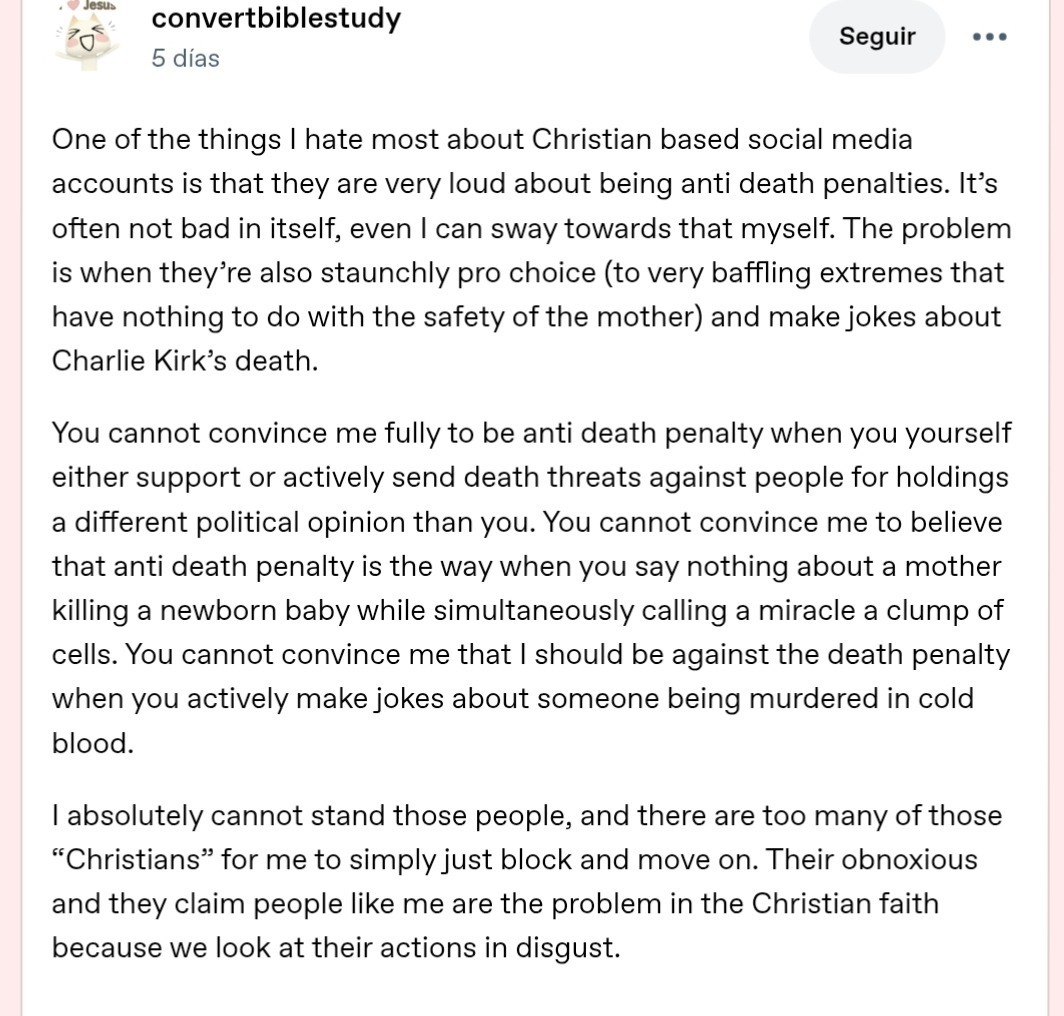 Jesus
convertbiblestudy
5 días
Seguir
One of the things I hate most about Christian based social media
accounts is that they are very loud about being anti death penalties. It’s
often not bad in itself, even I can sway towards that myself. The problem
is when they’re also staunchly pro choice (to very baffling extremes that
have nothing to do with the safety of the mother) and make jokes about
Charlie Kirk’s death.
You cannot convince me fully to be anti death penalty when you yourself
either support or actively send death threats against people for holdings
a different political opinion than you. You cannot convince me to believe
that anti death penalty is the way when you say nothing about a mother
killing a newborn baby while simultaneously calling a miracle a clump of
cells. You cannot convince me that I should be against the death penalty
when you actively make jokes about someone being murdered in cold
blood.
I absolutely cannot stand those people, and there are too many of those
“Christians” for me to simply just block and move on. Their obnoxious
and they claim people like me are the problem in the Christian faith
because we look at their actions in disgust.